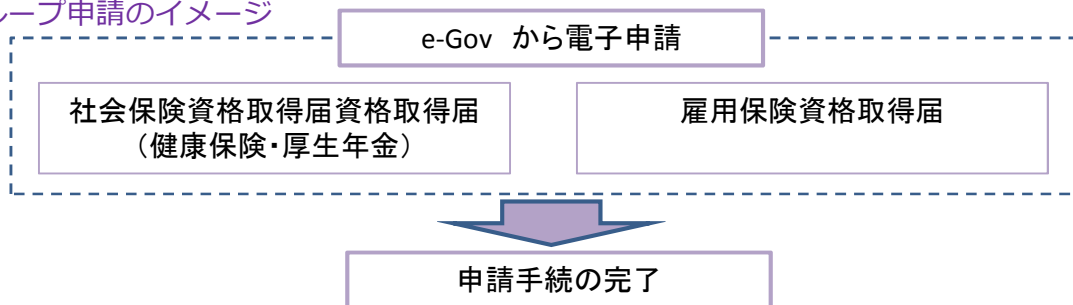 ループ申請のイメージ
e-Gov から電子申請
社会保険資格取得届資格取得届
（健康保険・厚生年金）
雇用保険資格取得届
申請手続の完了